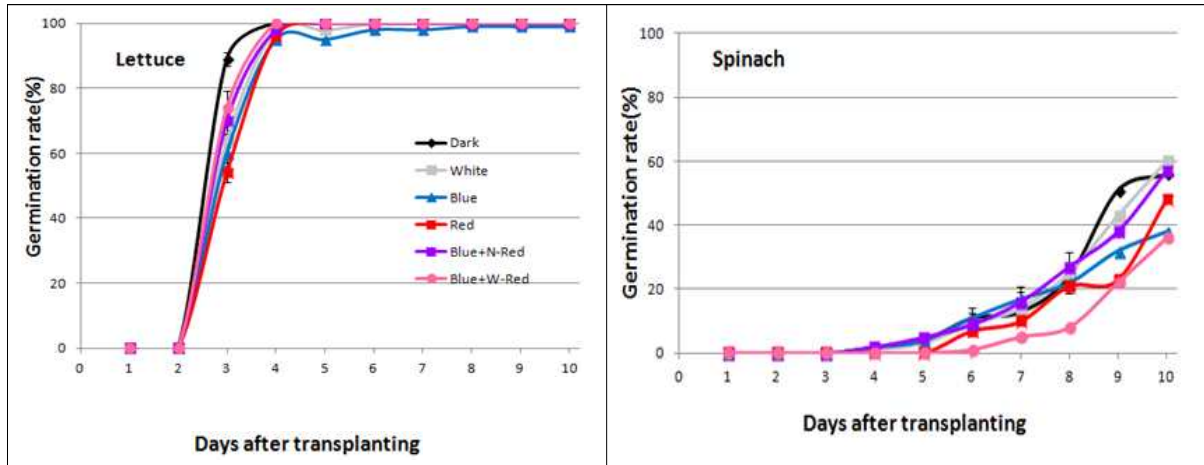 Lettuce
Germination rate(%)
100
80
60
40
20
0
0 1 2 3 4 5 6 7 8 9 10
Days after transplanting
Dark
White
Blue
Red
Blue+N-Red
Blue+W-Red
Spinach
Germination rate(%)
100
80
60
40
20
0
0 1 2 3 4 5 6 7 8 9 10
Days after transplanting